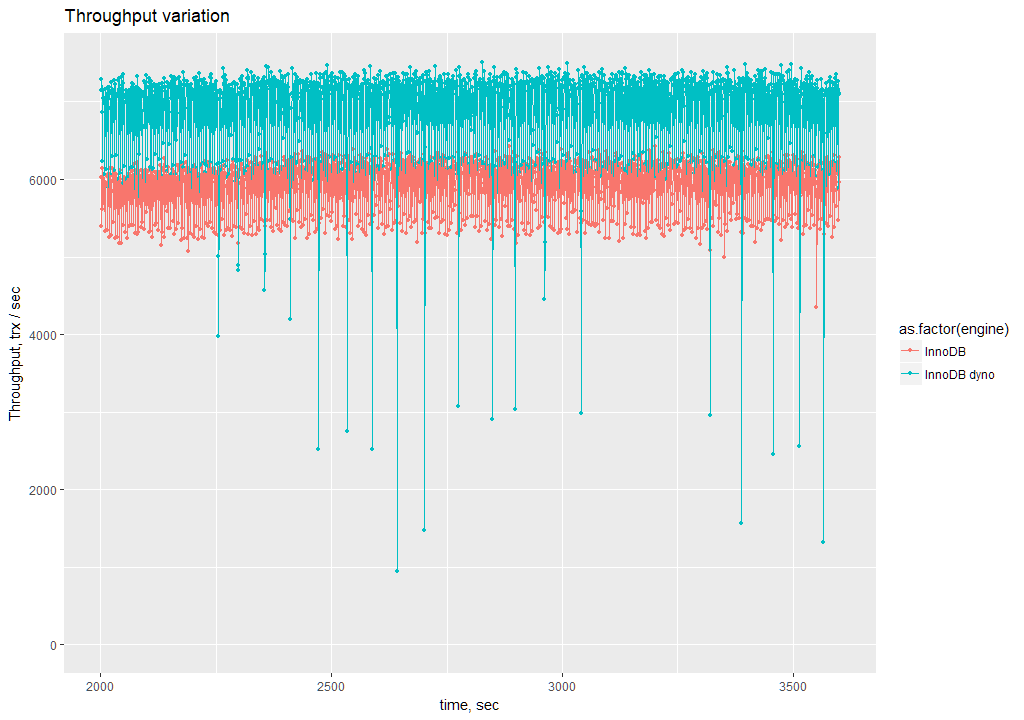 Throughput variation
Throughput, trx / sec
6000
4000
2000
0
2000
2500
3000
3500
time, sec
as.factor(engine)
InnoDB
InnoDB dyno